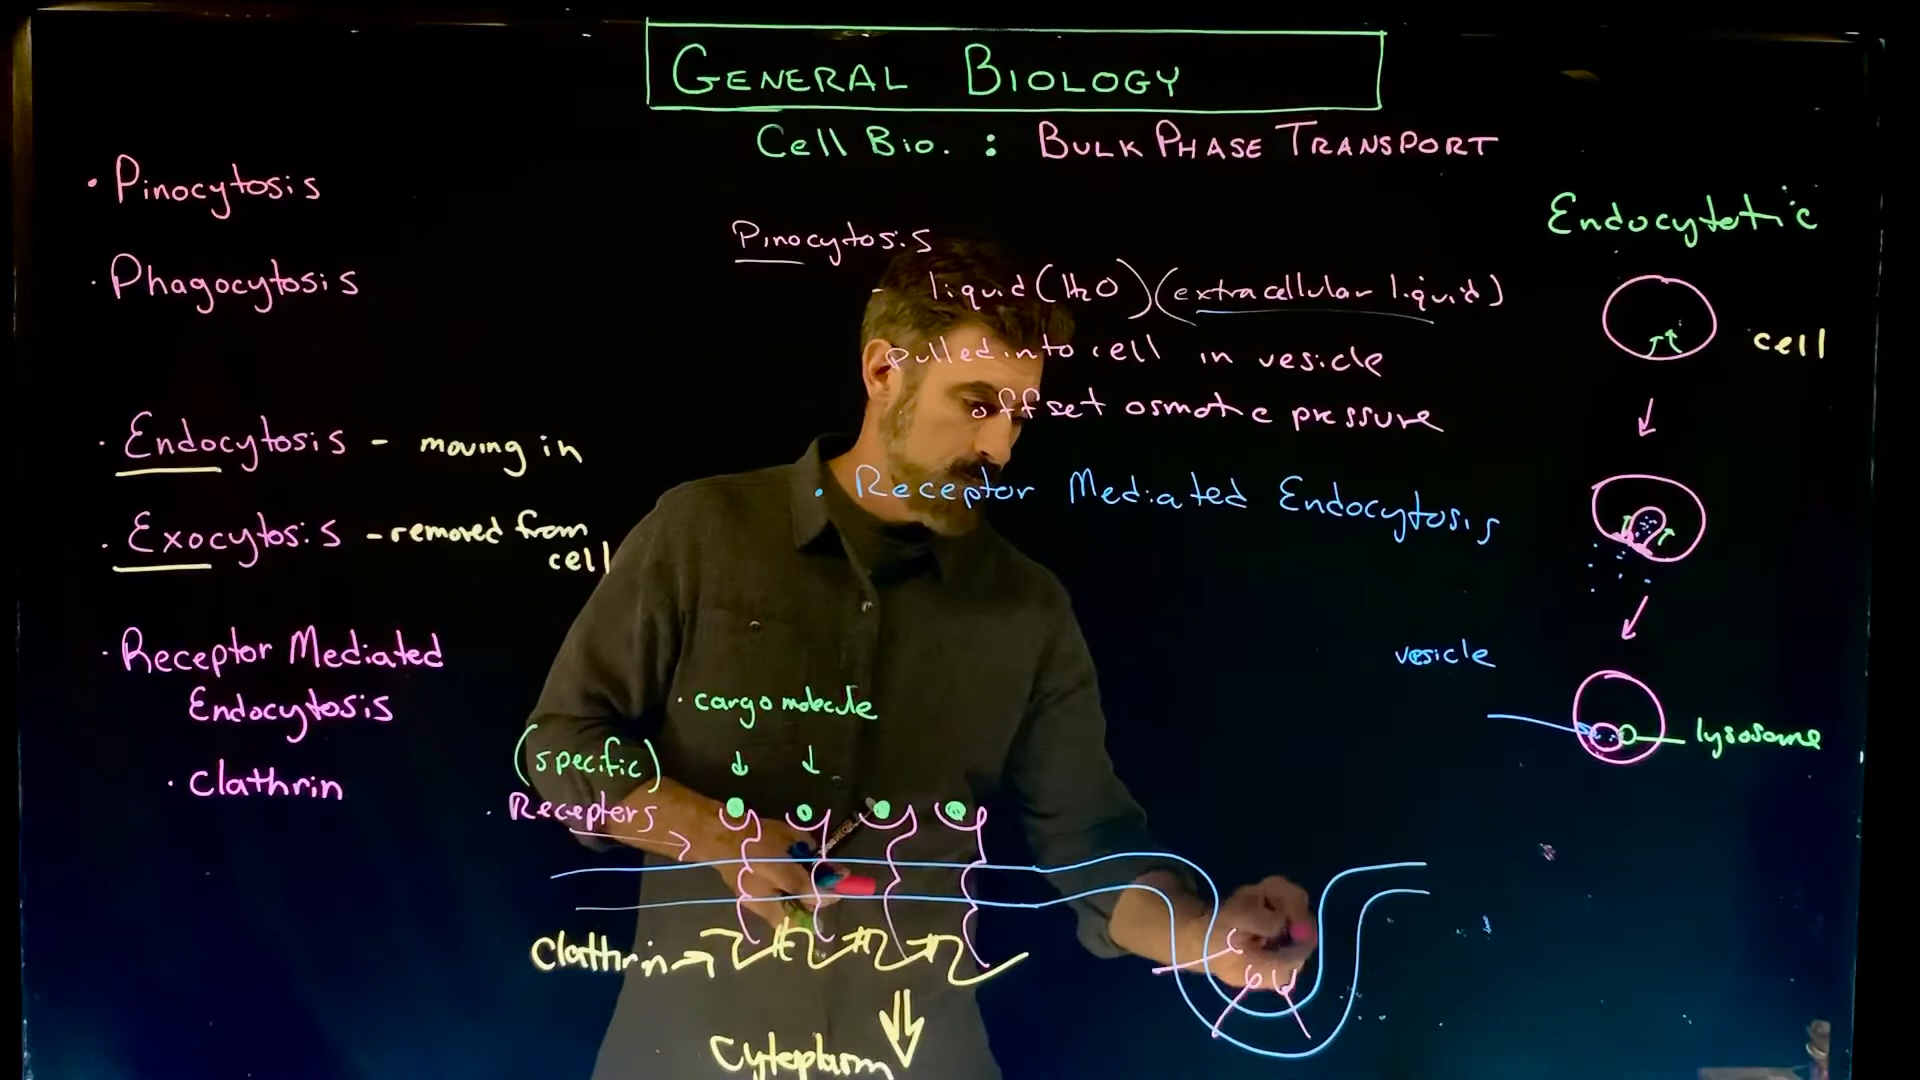 GENERAL BIOLOGY
Cell Bio. : BULK PHASE TRANSPORT
• Pinocytosis
• Phagocytosis
• Endocytosis - moving in
• Exocytosis - removed from
cell
• Receptor Mediated
Endocytosis
• Clathrin
Pinocytosis
- liquid (H2O) (extracellular liquid)
pulled into cell in vesicle
offset osmotic pressure
• Receptor Mediated Endocytosis
• cargo molecule
(specific)
• Receptors
Clathrin
Cytoplasm
Endocytotic
cell
vesicle
lysosome